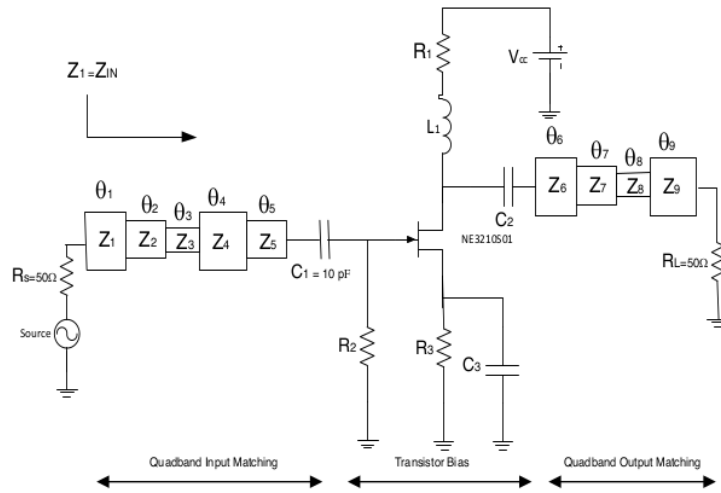 R1
Vcc
Z1=ZIN
L1
θ1
θ2
θ3
θ4
θ5
θ6
θ7
θ8
θ9
Z1
Z2
Z3
Z4
Z5
Z6
Z7
Z8
Z9
C2
NE3210S01
C1 = 10 pF
Rs=50Ω
RL=50Ω
Source
R2
R3
C3
Quadband Input Matching
Transistor Bias
Quadband Output Matching